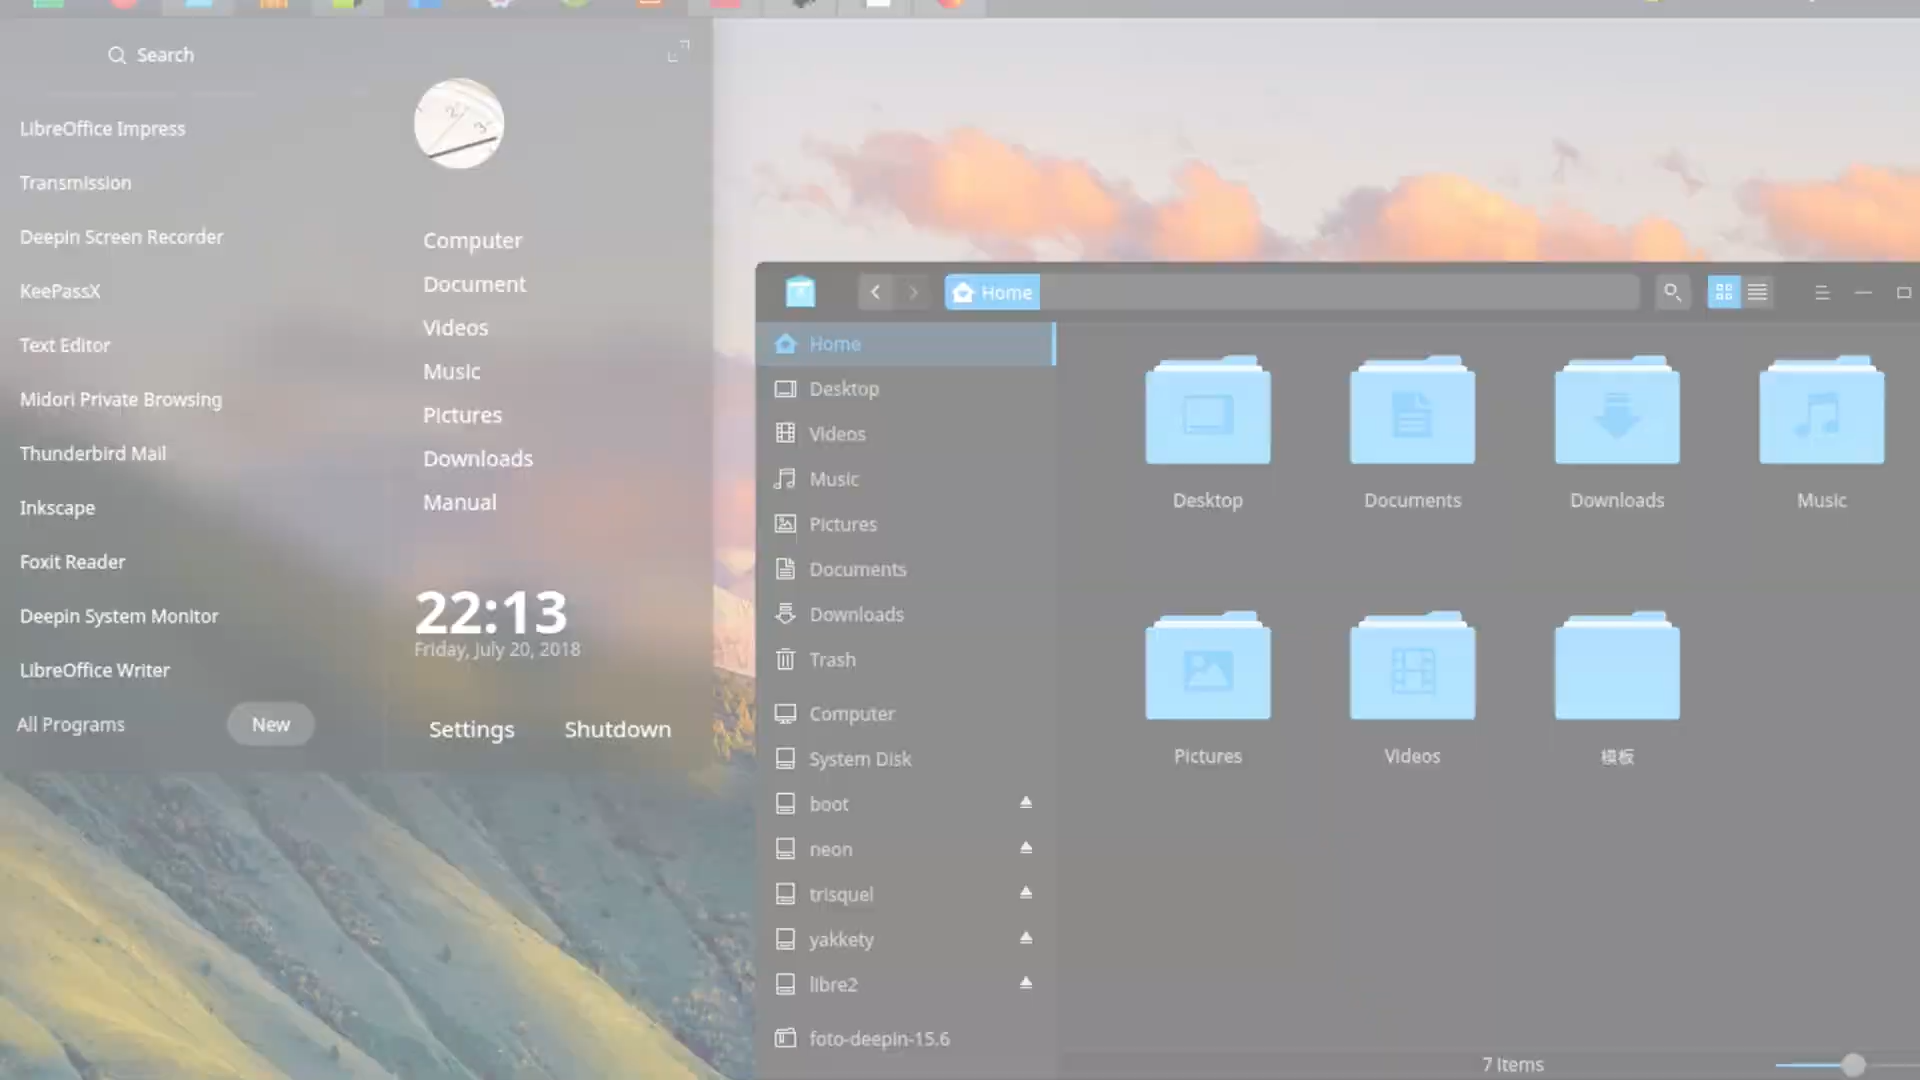 Search
LibreOffice Impress
Transmission
Deepin Screen Recorder
KeePassX
Text Editor
Midori Private Browsing
Thunderbird Mail
Inkscape
Foxit Reader
Deepin System Monitor
LibreOffice Writer
All Programs
New
2
3
Computer
Document
Videos
Music
Pictures
Downloads
Manual
22:13
Friday, July 20, 2018
Settings Shutdown
Home
Home
Desktop
Videos
Music
Pictures
Documents
Downloads
Trash
Computer
System Disk
boot
neon
trisquel
yakkety
libre2
foto-deepin-15.6
Desktop Documents Downloads Music
Pictures Videos 模板
7 Items